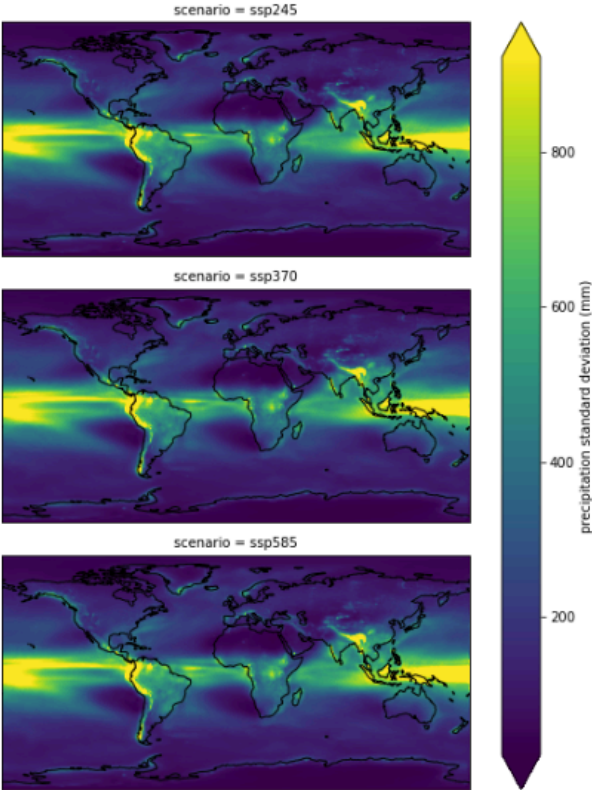 scenario = ssp245
scenario = ssp370
scenario = ssp585
800
600
400
200
precipitation standard deviation (mm)